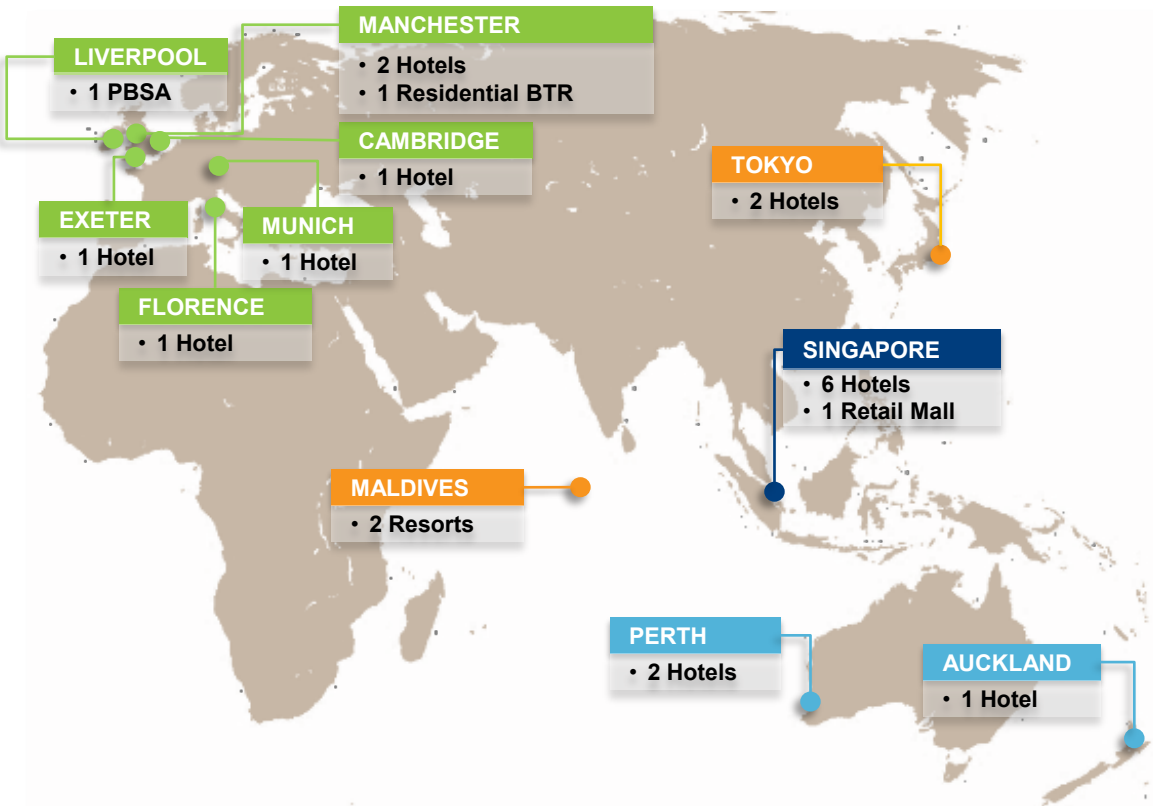 MANCHESTER
• 2 Hotels
• 1 Residential BTR
LIVERPOOL
• 1 PBSA
CAMBRIDGE
• 1 Hotel
TOKYO
• 2 Hotels
EXETER
• 1 Hotel
MUNICH
• 1 Hotel
FLORENCE
• 1 Hotel
SINGAPORE
• 6 Hotels
• 1 Retail Mall
MALDIVES
• 2 Resorts
PERTH
• 2 Hotels
AUCKLAND
• 1 Hotel